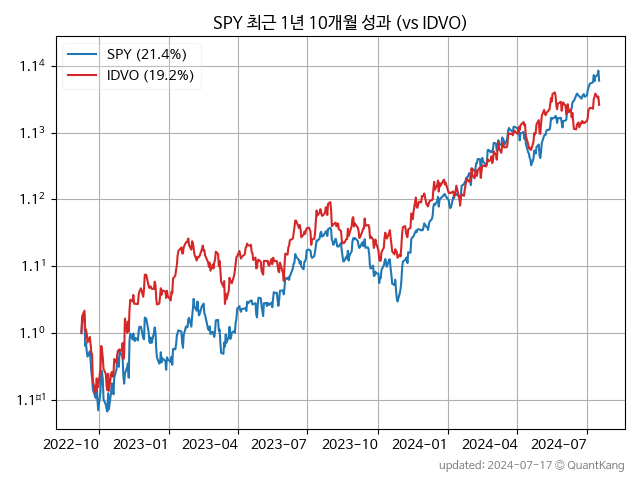 SPY 최근 1년 10개월 성과 (vs IDVO)
SPY (21.4%)
IDVO (19.2%)
1.1⁴
1.1³
1.1²
1.1¹
1.1⁰
1.1¤¹
2022-10 2023-01 2023-04 2023-07 2023-10 2024-01 2024-04 2024-07
updated: 2024-07-17 © QuantKang